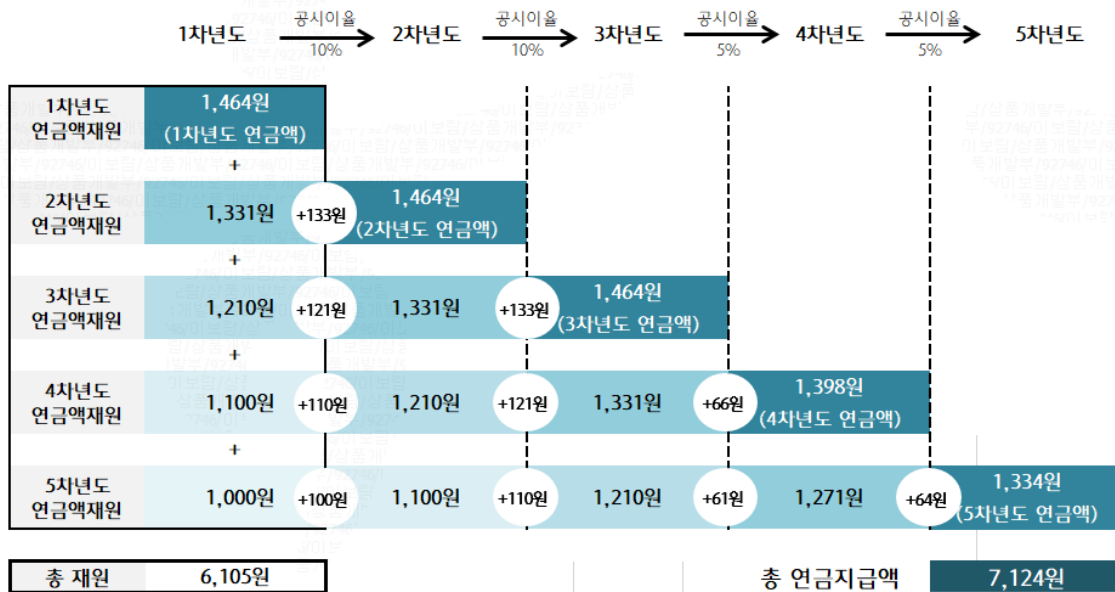 1차년도 공시이율 10% 2차년도 공시이율 10% 3차년도 공시이율 5% 4차년도 공시이율 5% 5차년도
1차년도
연금액재원
1,464원
(1차년도 연금액)
+
2차년도
연금액재원
1,331원 +133원 1,464원
(2차년도 연금액)
+
3차년도
연금액재원
1,210원 +121원 1,331원 +133원 1,464원
(3차년도 연금액)
+
4차년도
연금액재원
1,100원 +110원 1,210원 +121원 1,331원 +66원 1,398원
(4차년도 연금액)
+
5차년도
연금액재원
1,000원 +100원 1,100원 +110원 1,210원 +61원 1,271원 +64원 1,334원
(5차년도 연금액)
총 재원 6,105원 총 연금지급액 7,124원